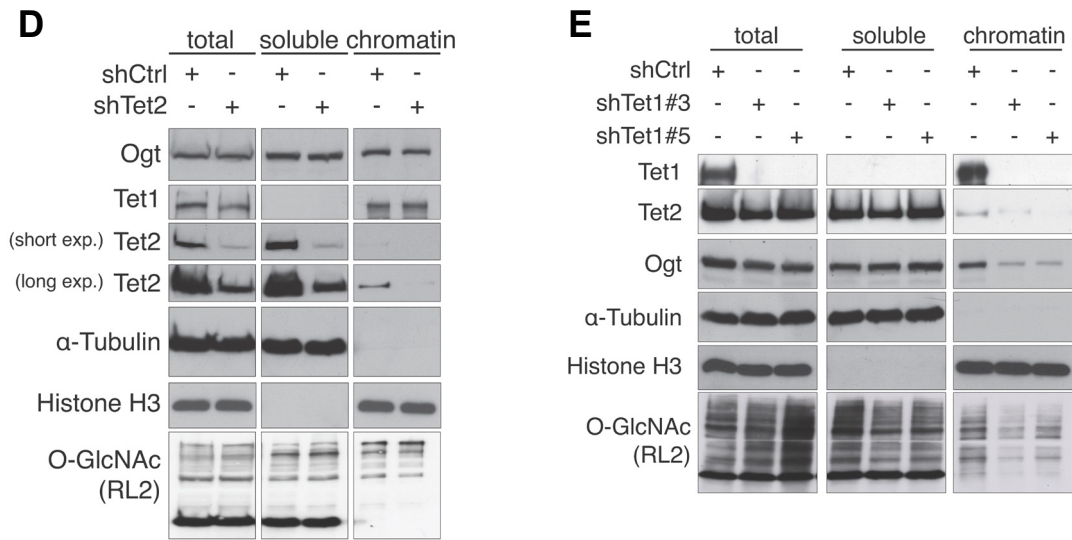 D
total soluble chromatin
shCtrl + - + - + -
shTet2 - + - + - +
Ogt
Tet1
(short exp.) Tet2
(long exp.) Tet2
α-Tubulin
Histone H3
O-GlcNAc
(RL2)
E
total soluble chromatin
shCtrl + - - + - - + - -
shTet1#3 - + - - + - - + -
shTet1#5 - - + - - + - - +
Tet1
Tet2
Ogt
α-Tubulin
Histone H3
O-GlcNAc
(RL2)